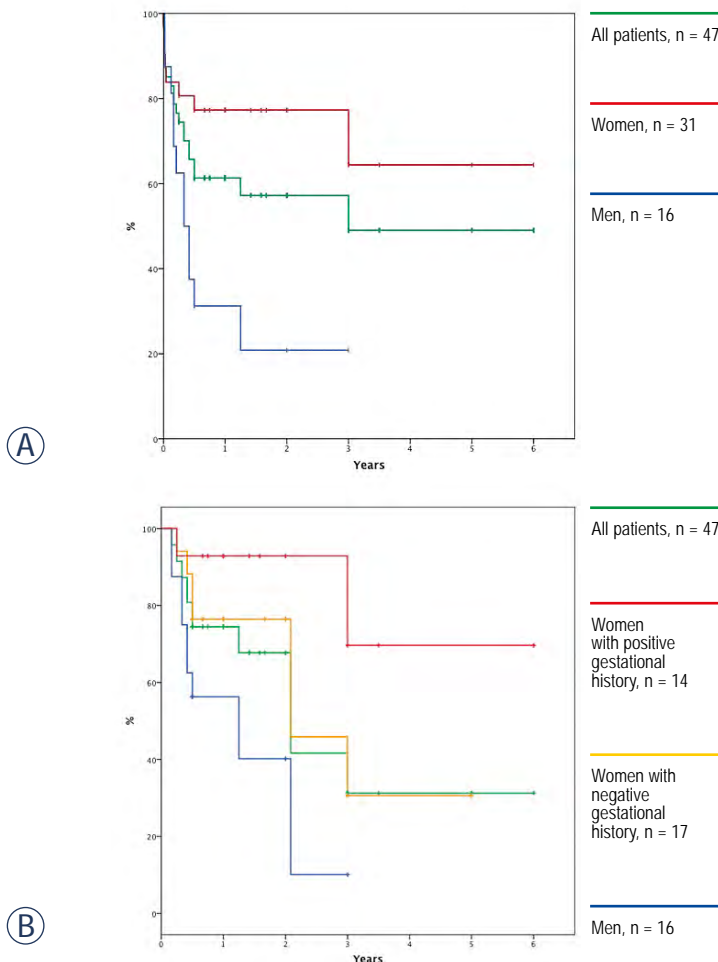 100
80
60
40
20
0
%
0 1 2 3 4 5 6
Years
All patients, n = 47
Women, n = 31
Men, n = 16
A
100
80
60
40
20
0
%
0 1 2 3 4 5 6
Years
All patients, n = 47
Women
with positive
gestational
history, n = 14
Women with
negative
gestational
history, n = 17
Men, n = 16
B